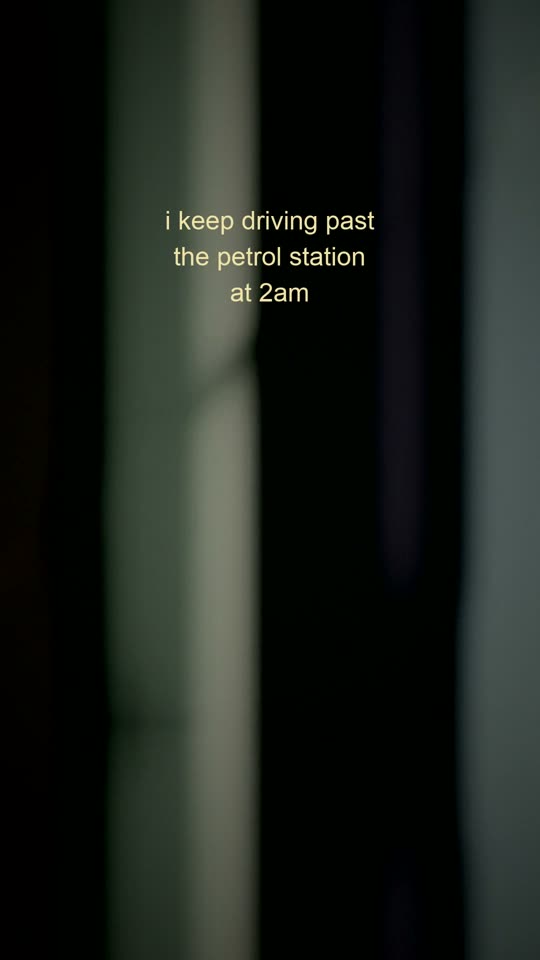 i keep driving past
the petrol station
at 2am